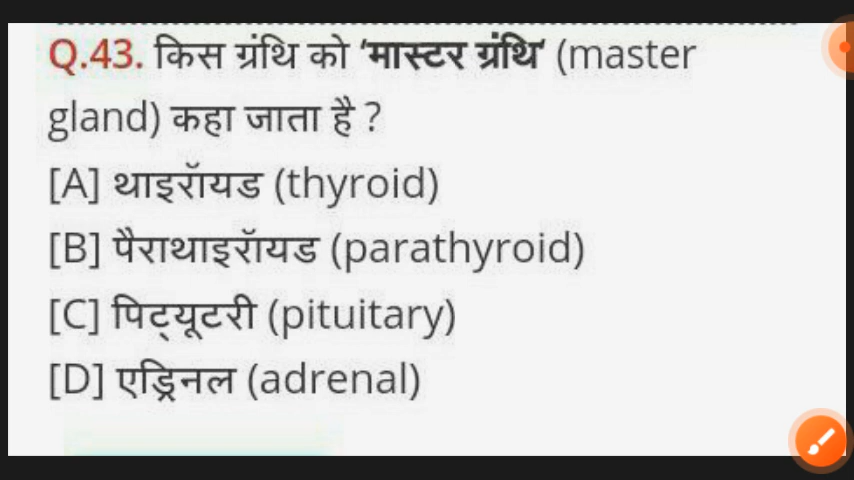 Q.43. किस ग्रंथि को ‘मास्टर ग्रंथि‘ (master
gland) कहा जाता है ?
[A] थाइरॉयड (thyroid)
[B] पैराथाइरॉयड (parathyroid)
[C] पिट्यूटरी (pituitary)
[D] एड्रिनल (adrenal)